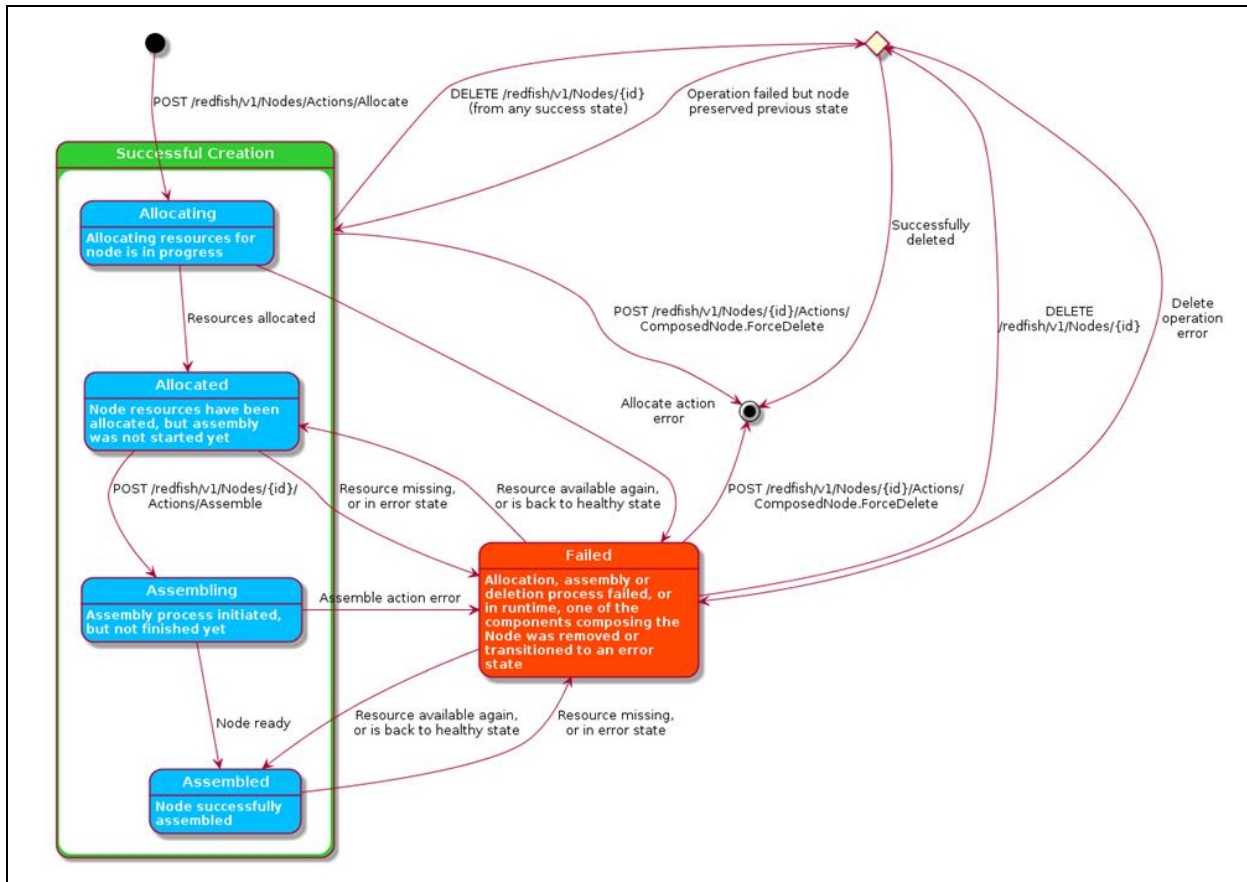 POST /redfish/v1/Nodes/Actions/Allocate
DELETE /redfish/v1/Nodes/{id}
(from any success state)
Operation failed but node
preserved previous state
Successful Creation
Allocating
Allocating resources for
node is in progress
Successfully
deleted
Resources allocated
POST /redfish/v1/Nodes/{id}/Actions/
ComposedNode.ForceDelete
DELETE
/redfish/v1/Nodes/{id}
Delete
operation
error
Allocated
Node resources have been
allocated, but assembly
was not started yet
Allocate action
error
POST /redfish/v1/Nodes/{id}/
Actions/Assemble
Resource missing,
or in error state
Resource available again,
or is back to healthy state
POST /redfish/v1/Nodes/{id}/Actions/
ComposedNode.ForceDelete
Failed
Allocation, assembly or
deletion process failed, or
in runtime, one of the
components composing the
Node was removed or
transitioned to an error
state
Assembling
Assembly process initiated,
but not finished yet
Assemble action error
Node ready
Resource available again,
or is back to healthy state
Resource missing,
or in error state
Assembled
Node successfully
assembled